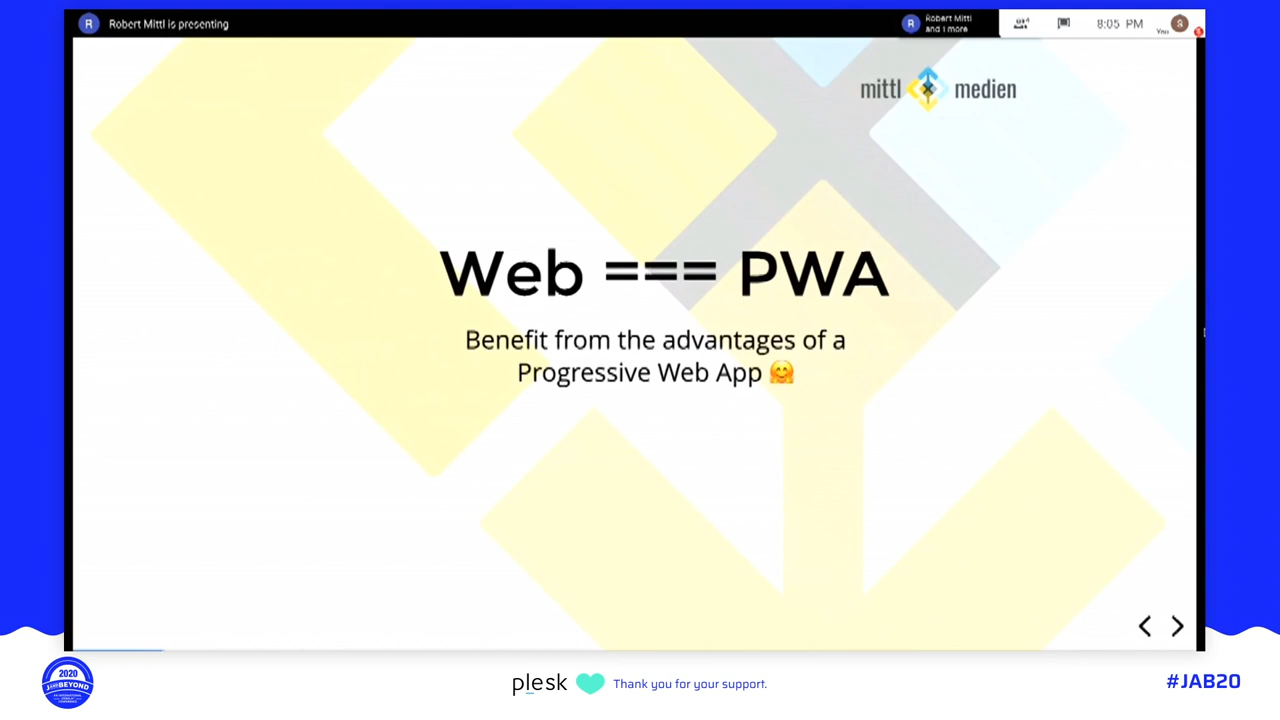 R Robert Mittl is presenting
R Robert Mittl
and 1 more
8:05 PM
You
S
mittl medien
Web === PWA
Benefit from the advantages of a
Progressive Web App 🤗
2020
JANDBEYOND
plesk Thank you for your support.
#JAB20